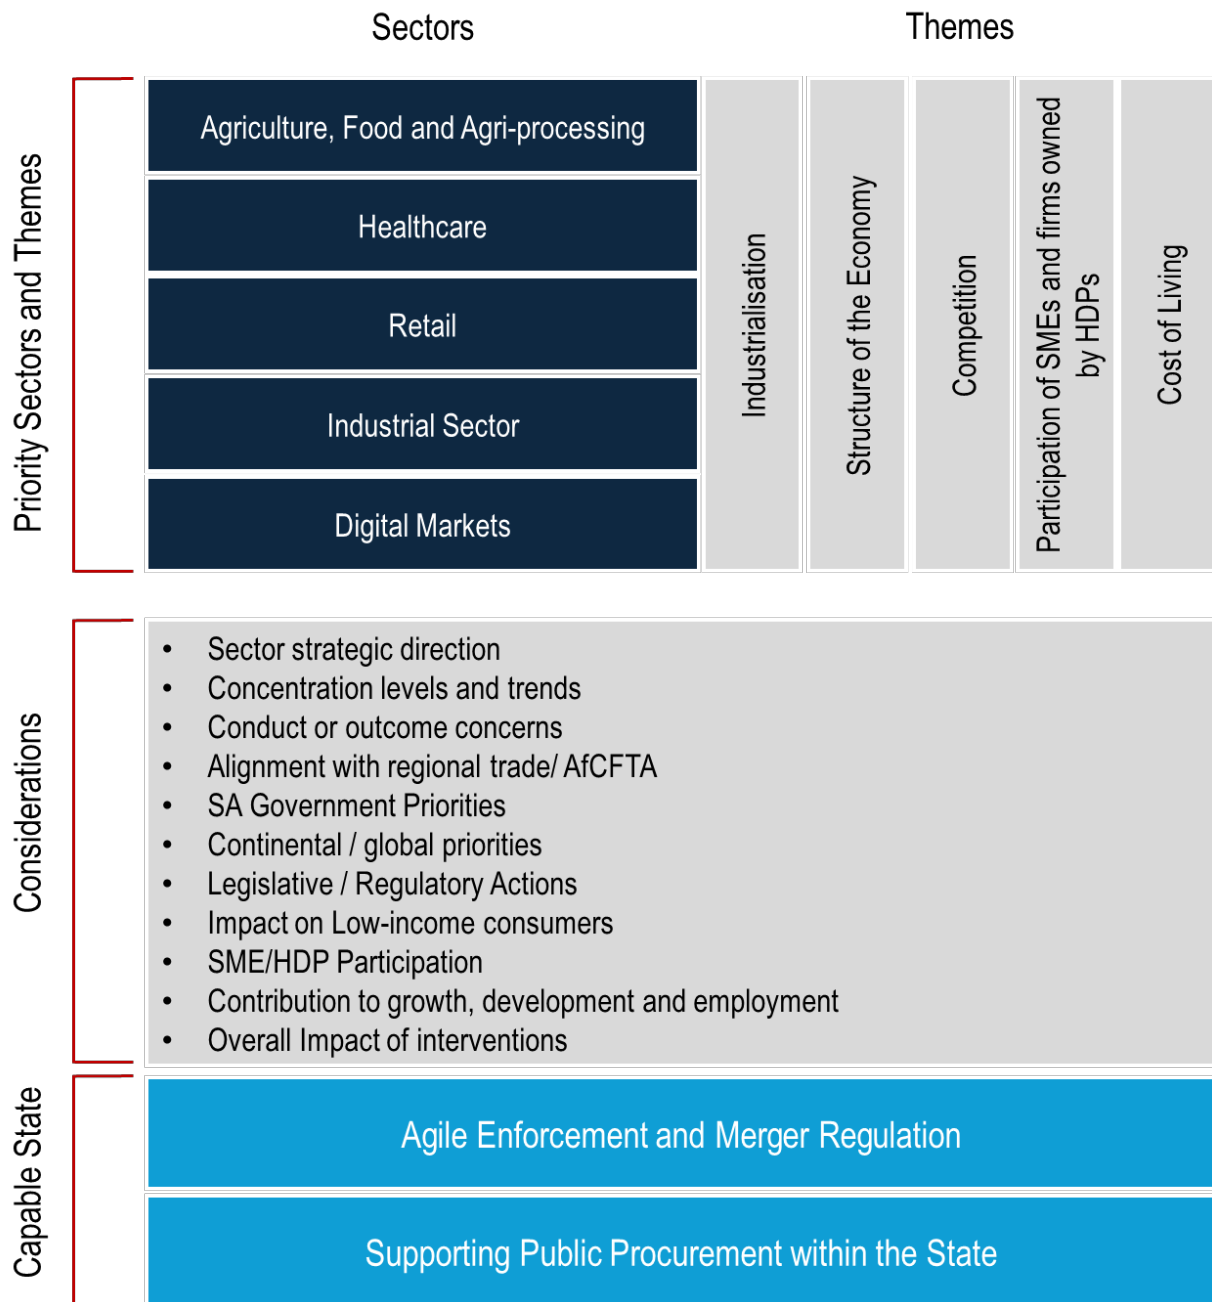 Sectors
Themes
Priority Sectors and Themes
Agriculture, Food and Agri-processing
Healthcare
Retail
Industrial Sector
Digital Markets
Industrialisation
Structure of the Economy
Competition
Participation of SMEs and firms owned
by HDPs
Cost of Living
Considerations
• Sector strategic direction
• Concentration levels and trends
• Conduct or outcome concerns
• Alignment with regional trade/ AfCFTA
• SA Government Priorities
• Continental / global priorities
• Legislative / Regulatory Actions
• Impact on Low-income consumers
• SME/HDP Participation
• Contribution to growth, development and employment
• Overall Impact of interventions
Capable State
Agile Enforcement and Merger Regulation
Supporting Public Procurement within the State